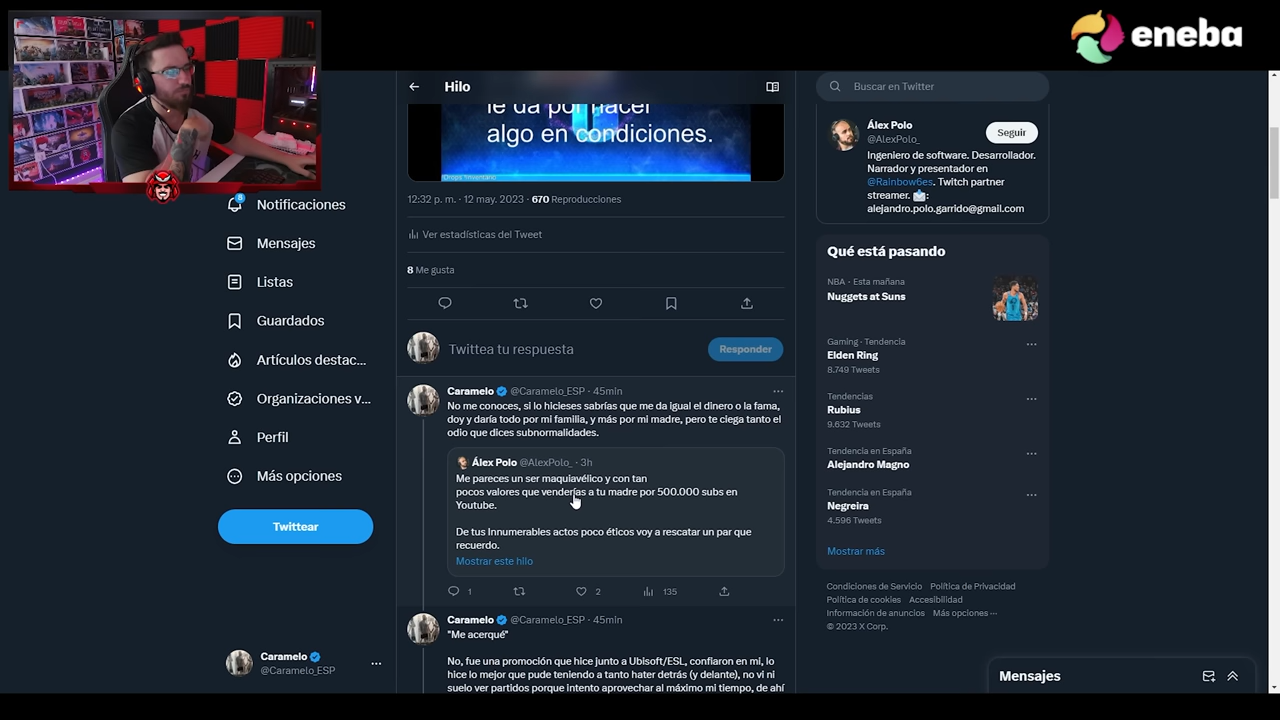 eneba
Notificaciones
Mensajes
Listas
Guardados
Artículos destac...
Organizaciones v...
Perfil
Más opciones
Twittear
Caramelo
@Caramelo_ESP
Hilo
le da por hacer
algo en condiciones.
12:32 p. m. · 12 may. 2023 · 670 Reproducciones
Ver estadísticas del Tweet
8 Me gusta
Twittea tu respuesta
Responder
Caramelo @Caramelo_ESP · 45min
No me conoces, si lo hicieses sabrías que me da igual el dinero o la fama,
doy y daría todo por mi familia, y más por mi madre, pero te ciega tanto el
odio que dices subnormalidades.
Álex Polo @AlexPolo_ · 3h
Me pareces un ser maquiavélico y con tan
pocos valores que venderías a tu madre por 500.000 subs en
Youtube.
De tus Innumerables actos poco éticos voy a rescatar un par que
recuerdo.
Mostrar este hilo
1 2 135
Caramelo @Caramelo_ESP · 45min
"Me acerqué"
No, fue una promoción que hice junto a Ubisoft/ESL, confiaron en mi, lo
hice lo mejor que pude teniendo a tanto hater detrás (y delante), no vi ni
suelo ver partidos porque intento aprovechar al máximo mi tiempo, de ahí
Buscar en Twitter
Álex Polo
@AlexPolo_
Seguir
Ingeniero de software. Desarrollador.
Narrador y presentador en
@Rainbow6es. Twitch partner
streamer. 📩:
alejandro.polo.garrido@gmail.com
Qué está pasando
NBA · Esta mañana
Nuggets at Suns
Gaming · Tendencia
Elden Ring
8.749 Tweets
Tendencias
Rubius
9.632 Tweets
Tendencia en España
Alejandro Magno
Tendencia en España
Negreira
4.596 Tweets
Mostrar más
Condiciones de Servicio Política de Privacidad
Política de cookies Accesibilidad
Información de anuncios Más opciones ···
© 2023 X Corp.
Mensajes